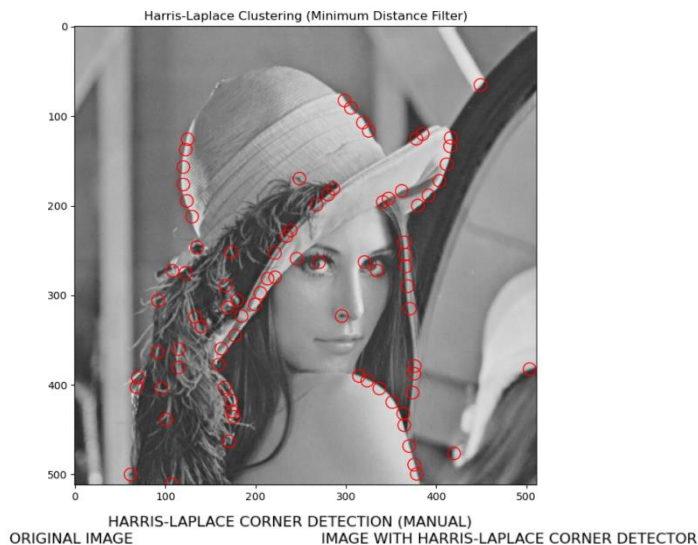 Harris-Laplace Clustering (Minimum Distance Filter)
0
100
200
300
400
500
0 100 200 300 400 500
HARRIS-LAPLACE CORNER DETECTION (MANUAL)
ORIGINAL IMAGE IMAGE WITH HARRIS-LAPLACE CORNER DETECTOR